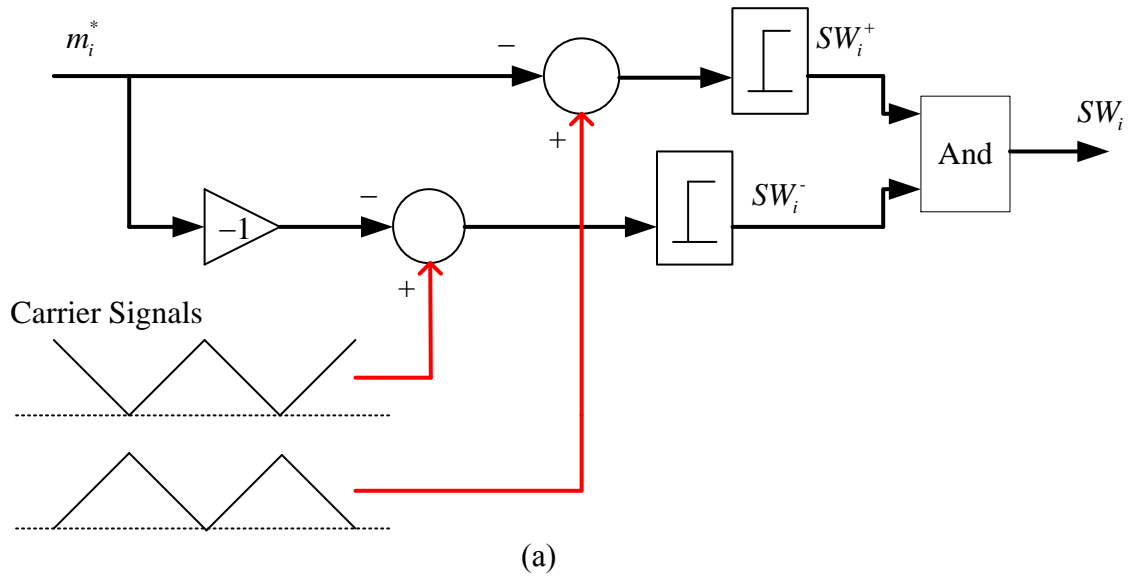 m_i^*
−
SW_i^+
+
And
SW_i
−1
−
SW_i^-
+
Carrier Signals
(a)